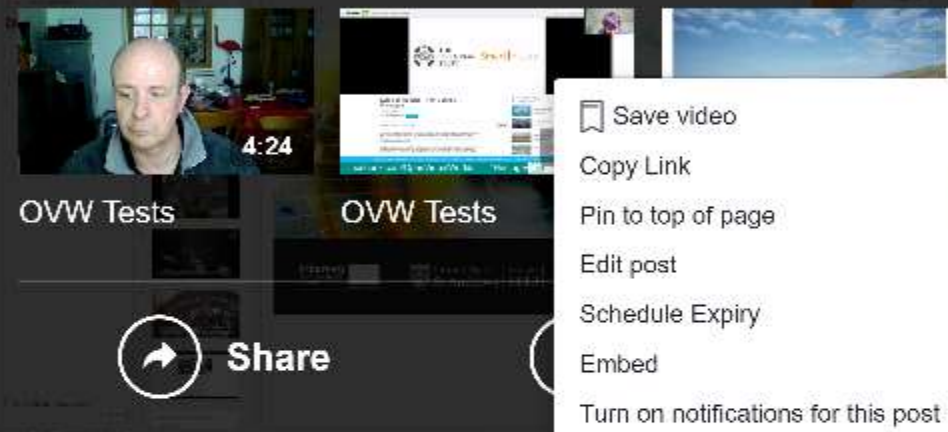 4:24
OVW Tests
OVW Tests
Share
Save video
Copy Link
Pin to top of page
Edit post
Schedule Expiry
Embed
Turn on notifications for this post